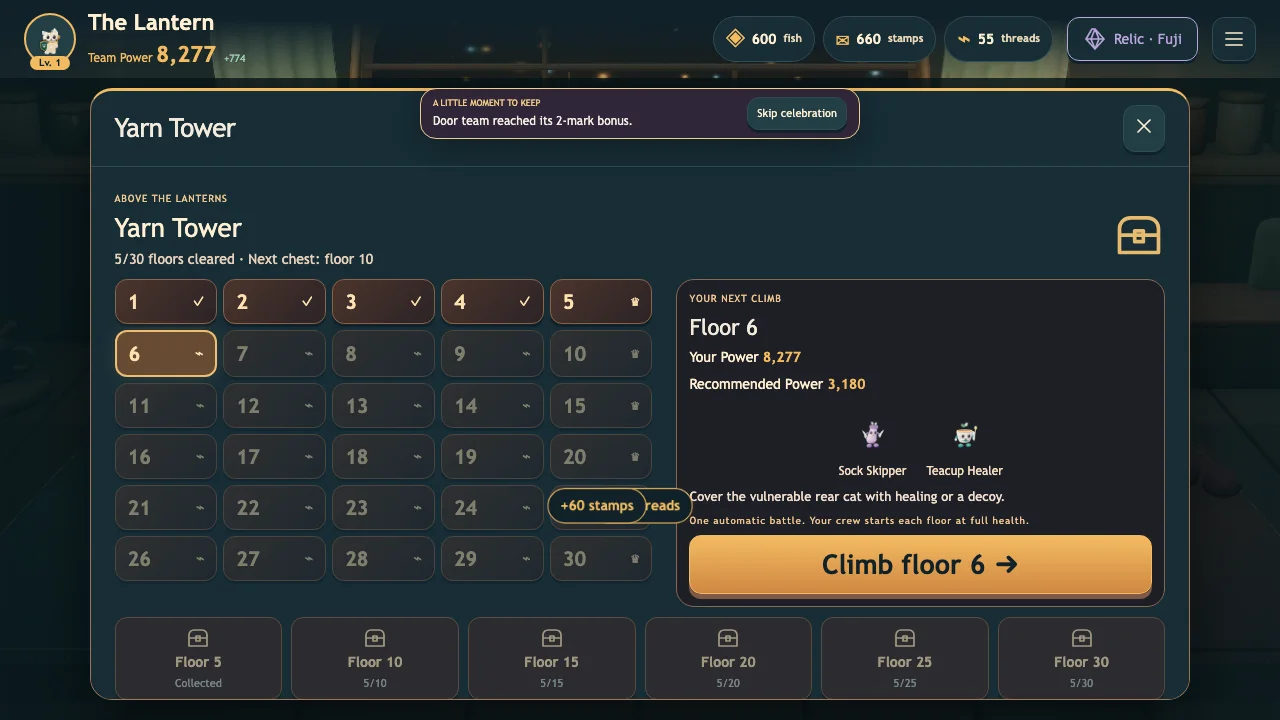 The Lantern
Team Power 8,277 +774
Lv. 1
600 fish
660 stamps
55 threads
Relic · Fuji
A LITTLE MOMENT TO KEEP
Door team reached its 2-mark bonus.
Skip celebration
Yarn Tower
ABOVE THE LANTERNS
Yarn Tower
5/30 floors cleared · Next chest: floor 10
1 2 3 4 5
6 7 8 9 10
11 12 13 14 15
16 17 18 19 20
21 22 23 24
+60 stamps reads
26 27 28 29 30
YOUR NEXT CLIMB
Floor 6
Your Power 8,277
Recommended Power 3,180
Sock Skipper Teacup Healer
Cover the vulnerable rear cat with healing or a decoy.
One automatic battle. Your crew starts each floor at full health.
Climb floor 6 →
Floor 5 Floor 10 Floor 15 Floor 20 Floor 25 Floor 30
Collected 5/10 5/15 5/20 5/25 5/30